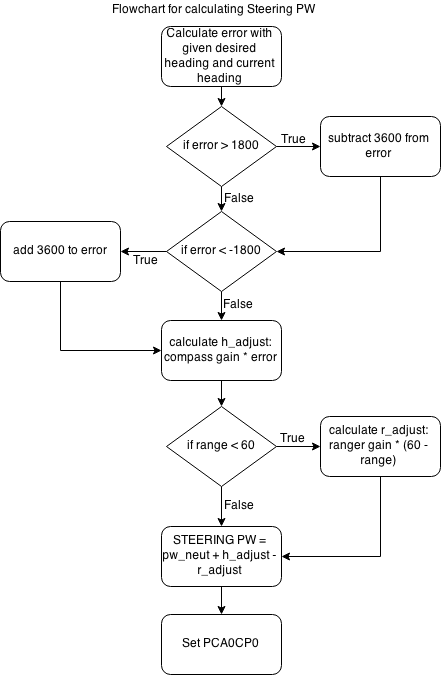 Flowchart for calculating Steering PW
Calculate error with
given desired
heading and current
heading
if error > 1800
True
subtract 3600 from
error
False
if error < -1800
True
add 3600 to error
False
calculate h_adjust:
compass gain * error
if range < 60
True
calculate r_adjust:
ranger gain * (60 -
range)
False
STEERING PW =
pw_neut + h_adjust -
r_adjust
Set PCA0CP0